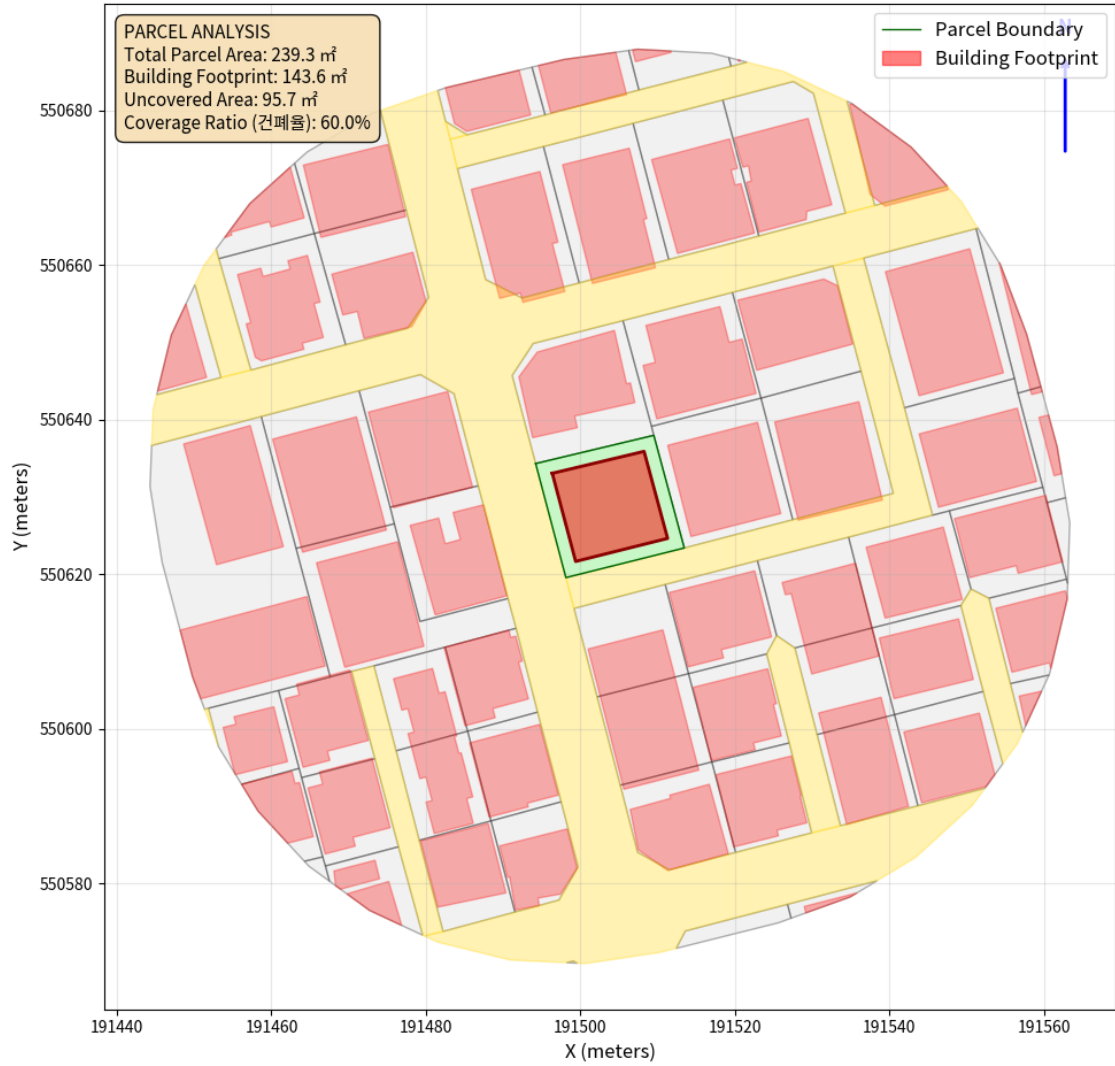 PARCEL ANALYSIS
Total Parcel Area: 239.3 ㎡
Building Footprint: 143.6 ㎡
Uncovered Area: 95.7 ㎡
Coverage Ratio (건폐율): 60.0%
Parcel Boundary
Building Footprint
N
550680
550660
550640
550620
550600
550580
Y (meters)
191440
191460
191480
191500
191520
191540
191560
X (meters)